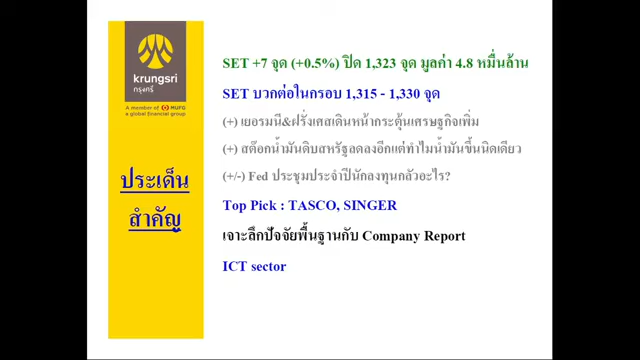 krungsri
กรุงศรี
A member of MUFG
a global financial group
ประเด็น
สำคัญ
SET +7 จุด (+0.5%) ปิด 1,323 จุด มูลค่า 4.8 หมื่นล้าน
SET บวกต่อในกรอบ 1,315 - 1,330 จุด
(+) เยอรมนี&ฝรั่งเศสเดินหน้ากระตุ้นเศรษฐกิจเพิ่ม
(+) สต๊อกน้ำมันดิบสหรัฐลดลงอีกแต่ทำไมน้ำมันขึ้นนิดเดียว
(+/-) Fed ประชุมประจำปีนักลงทุนกลัวอะไร?
Top Pick : TASCO, SINGER
เจาะลึกปัจจัยพื้นฐานกับ Company Report
ICT sector